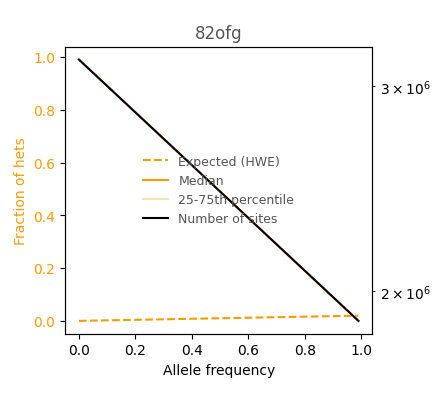 82ofg
1.0
0.8
0.6
0.4
0.2
0.0
Fraction of hets
Expected (HWE)
Median
25-75th percentile
Number of sites
3 × 10⁶
2 × 10⁶
0.0 0.2 0.4 0.6 0.8 1.0
Allele frequency